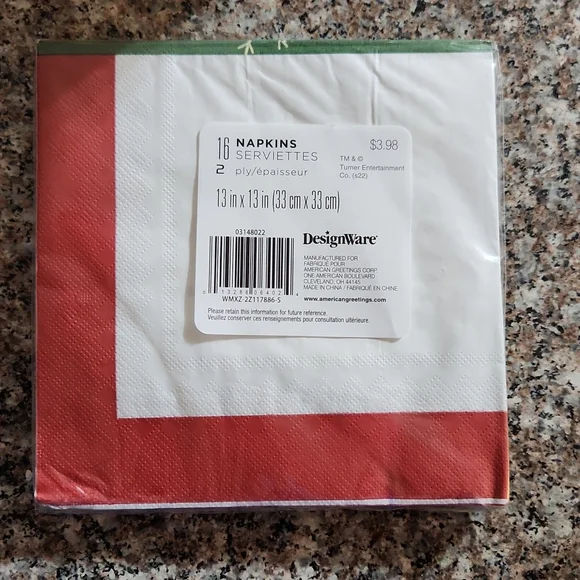 16 NAPKINS
SERVIETTES
2 ply/épaisseur
$3.98
TM & ©
Turner Entertainment
Co. (s22)
13 in x 13 in (33 cm x 33 cm)
03148022
WMXZ-2Z117886-S
DesignWare®
MANUFACTURED FOR
FABRIQUÉ POUR
AMERICAN GREETINGS CORP
ONE AMERICAN BOULEVARD
CLEVELAND, OH 44145
MADE IN CHINA / FABRIQUÉ EN CHINE
www.americangreetings.com
Please retain this information for future reference.
Veuillez conserver ces renseignements pour consultation ultérieure.